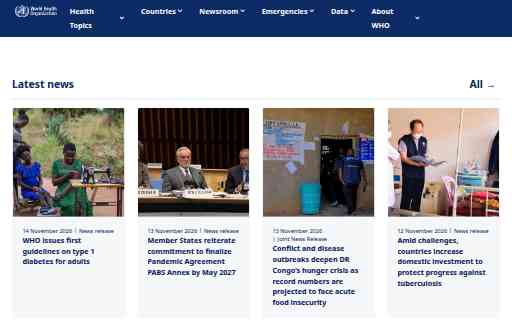 World Health
Organization
Health
Topics
Countries
Newsroom
Emergencies
Data
About
WHO
Latest news
All →
14 November 2026 | News release
WHO issues first
guidelines on type 1
diabetes for adults
13 November 2026 | News release
Member States reiterate
commitment to finalize
Pandemic Agreement
PABS Annex by May 2027
13 November 2026
| Joint News Release
Conflict and disease
outbreaks deepen DR
Congo's hunger crisis as
record numbers are
projected to face acute
food insecurity
12 November 2026 | News release
Amid challenges,
countries increase
domestic investment to
protect progress against
tuberculosis